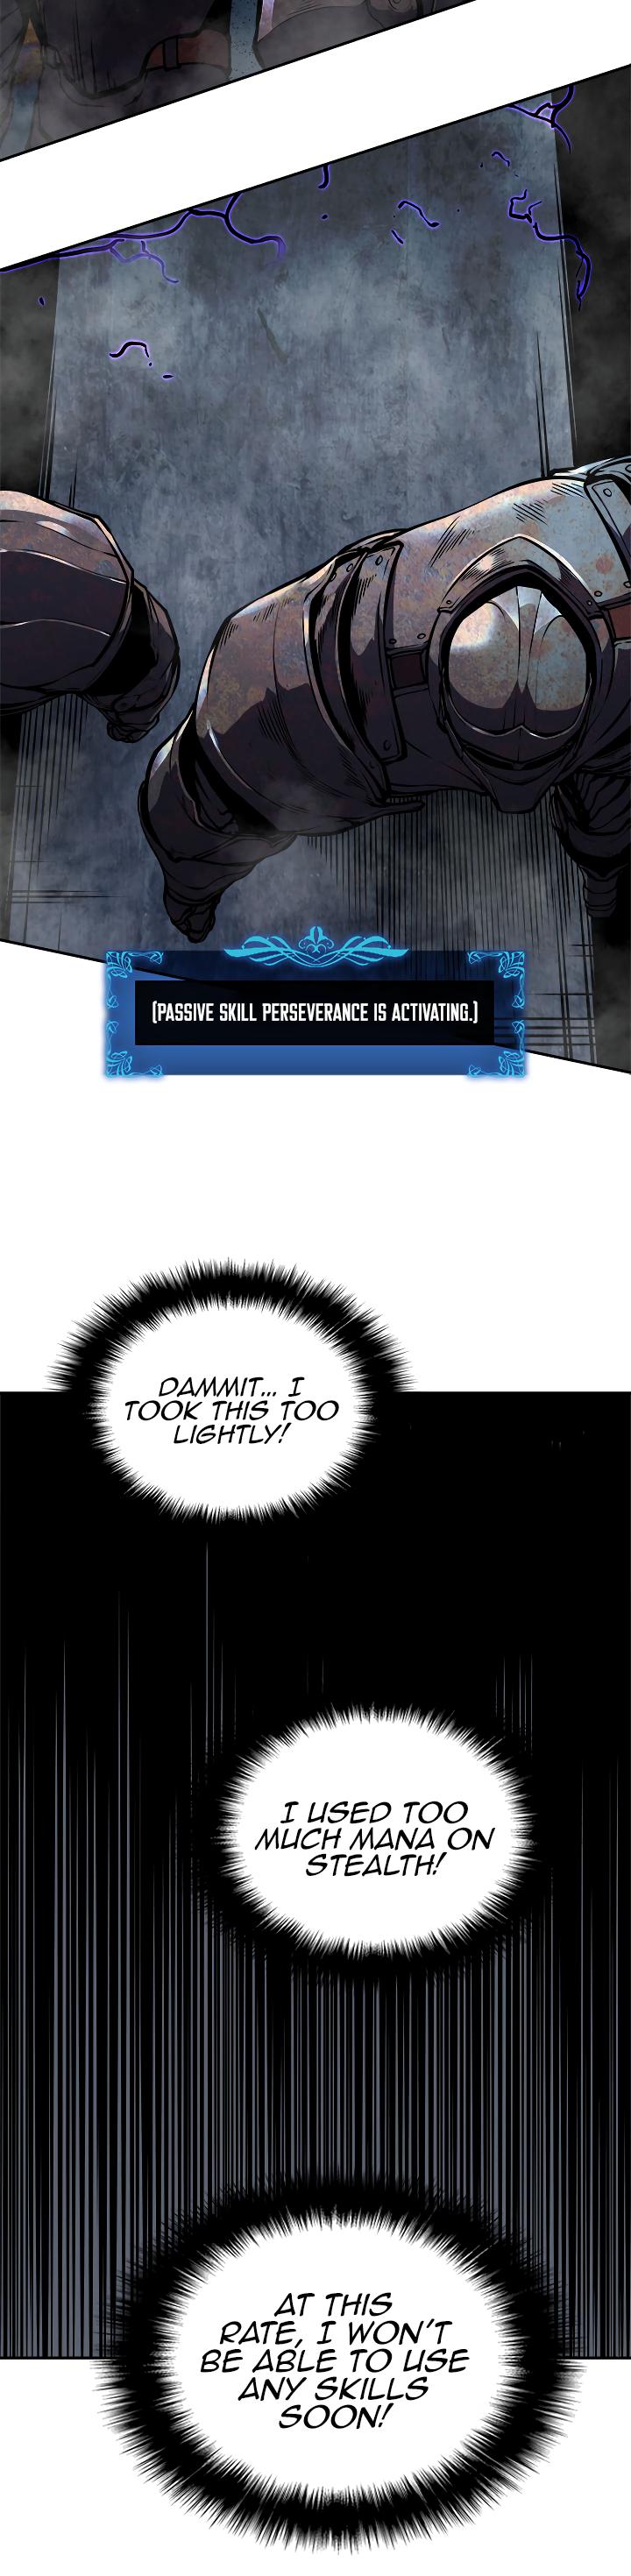 (PASSIVE SKILL PERSEVERANCE IS ACTIVATING.)
DAMMIT... I
TOOK THIS TOO
LIGHTLY!
I USED TOO
MUCH MANA ON
STEALTH!
AT THIS
RATE, I WON'T
BE ABLE TO USE
ANY SKILLS
SOON!